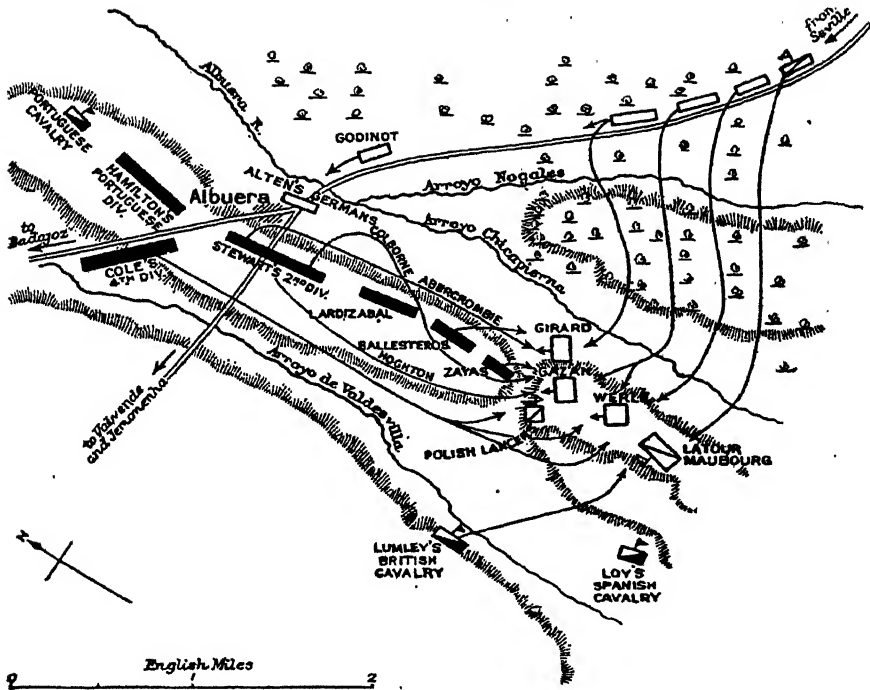 from
Seville
Albuera R.
PORTUGUESE
CAVALRY
GODINOT
HAMILTON'S
PORTUGUESE
DIV.
ALTEN'S
GERMANS
Albuera
Arroyo Nogales
Arroyo Chicapierna
to
Badajoz
COLE'S
4TH DIV.
STEWART'S 2ND DIV.
COLBORNE
ABERCROMBIE
LARDIZABAL
BALLESTEROS
HOGHTON
ZAYAS
GIRARD
GAZAN
WERLE
POLISH LANCERS
LATOUR
MAUBOURG
Arroyo de Valdesvilla
to Valverde
and Jerumenha
LUMLEY'S
BRITISH
CAVALRY
LOY'S
SPANISH
CAVALRY
N
English Miles
0 1 2